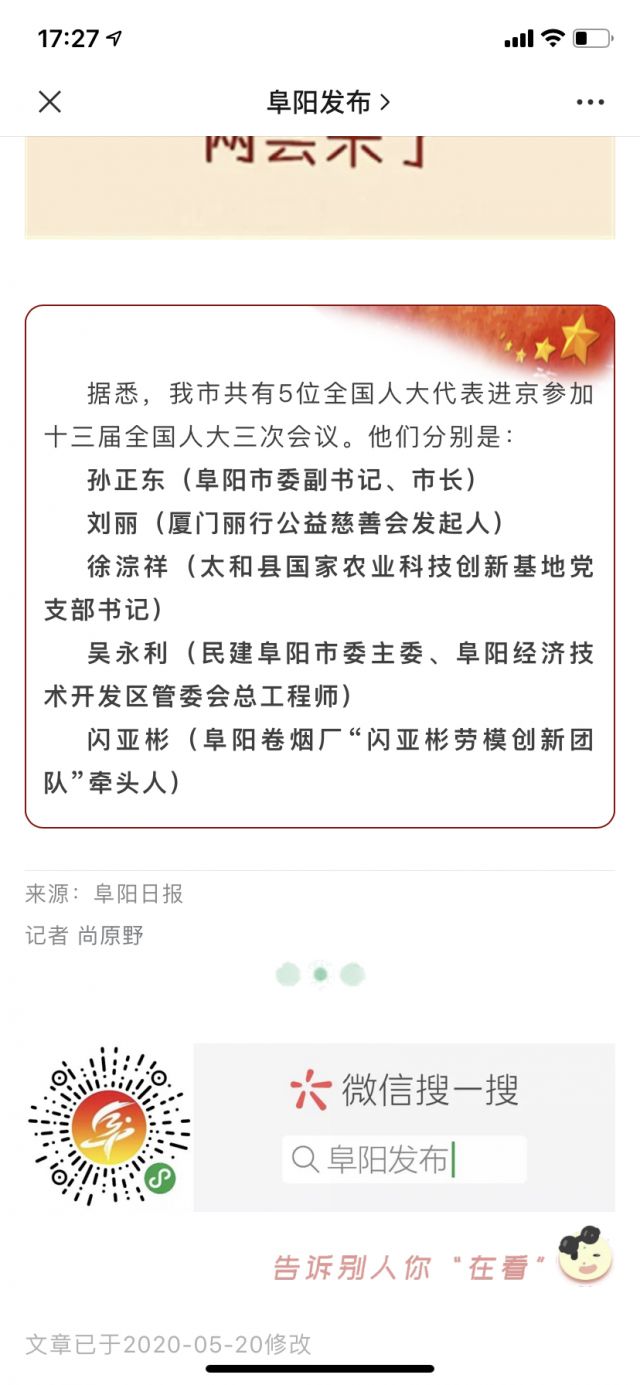 17:27
阜阳发布
两会来了
据悉，我市共有5位全国人大代表进京参加
十三届全国人大三次会议。他们分别是：
孙正东（阜阳市委副书记、市长）
刘丽（厦门丽行公益慈善会发起人）
徐淙祥（太和县国家农业科技创新基地党
支部书记）
吴永利（民建阜阳市委主委、阜阳经济技
术开发区管委会总工程师）
闪亚彬（阜阳卷烟厂“闪亚彬劳模创新团
队”牵头人）
来源：阜阳日报
记者 尚原野
微信搜一搜
阜阳发布
告诉别人你“在看”
文章已于2020-05-20修改